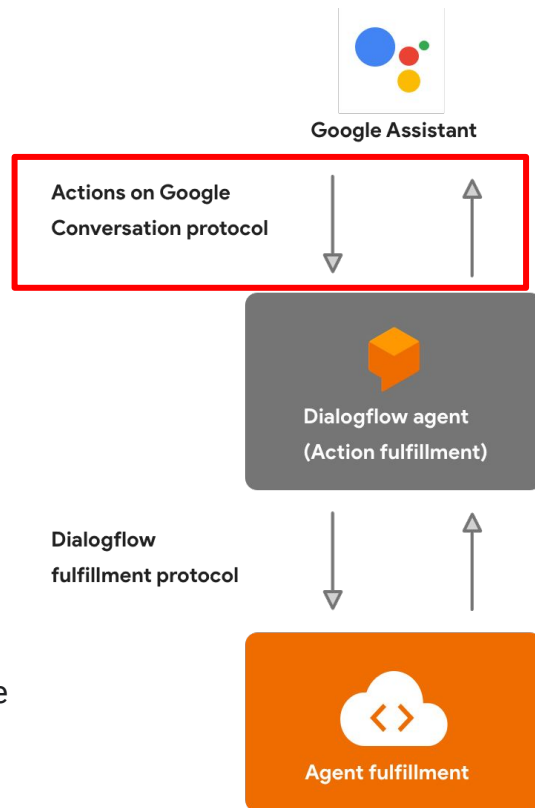 Google Assistant
Actions on Google
Conversation protocol
Dialogflow agent
(Action fulfillment)
Dialogflow
fulfillment protocol
e
Agent fulfillment